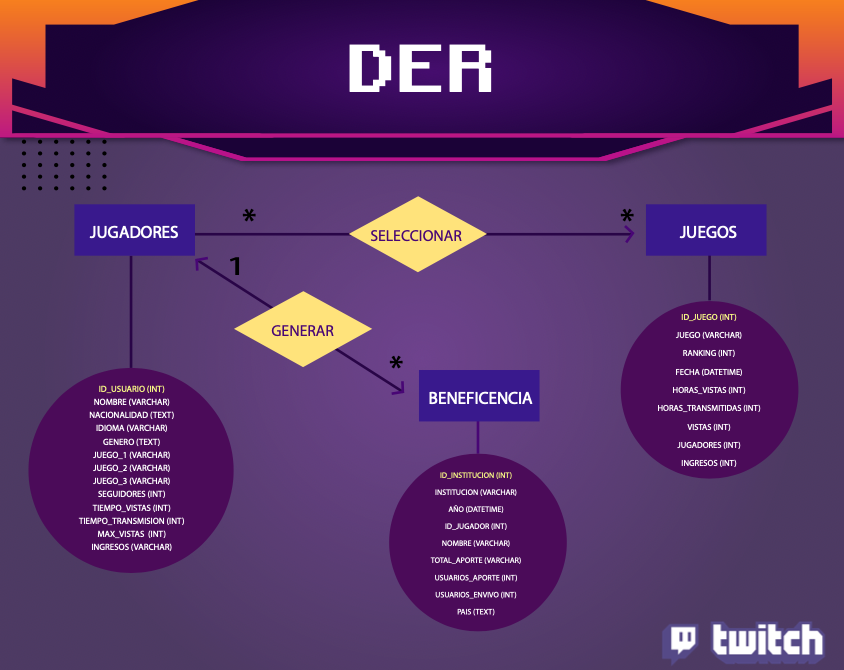 DER
JUGADORES
*
SELECCIONAR
*
JUEGOS
1
GENERAR
*
BENEFICENCIA
ID_USUARIO (INT)
NOMBRE (VARCHAR)
NACIONALIDAD (TEXT)
IDIOMA (VARCHAR)
GENERO (TEXT)
JUEGO_1 (VARCHAR)
JUEGO_2 (VARCHAR)
JUEGO_3 (VARCHAR)
SEGUIDORES (INT)
TIEMPO_VISTAS (INT)
TIEMPO_TRANSMISION (INT)
MAX_VISTAS (INT)
INGRESOS (VARCHAR)
ID_INSTITUCION (INT)
INSTITUCION (VARCHAR)
AÑO (DATETIME)
ID_JUGADOR (INT)
NOMBRE (VARCHAR)
TOTAL_APORTE (VARCHAR)
USUARIOS_APORTE (INT)
USUARIOS_ENVIVO (INT)
PAIS (TEXT)
ID_JUEGO (INT)
JUEGO (VARCHAR)
RANKING (INT)
FECHA (DATETIME)
HORAS_VISTAS (INT)
HORAS_TRANSMITIDAS (INT)
VISTAS (INT)
JUGADORES (INT)
INGRESOS (INT)
twitch